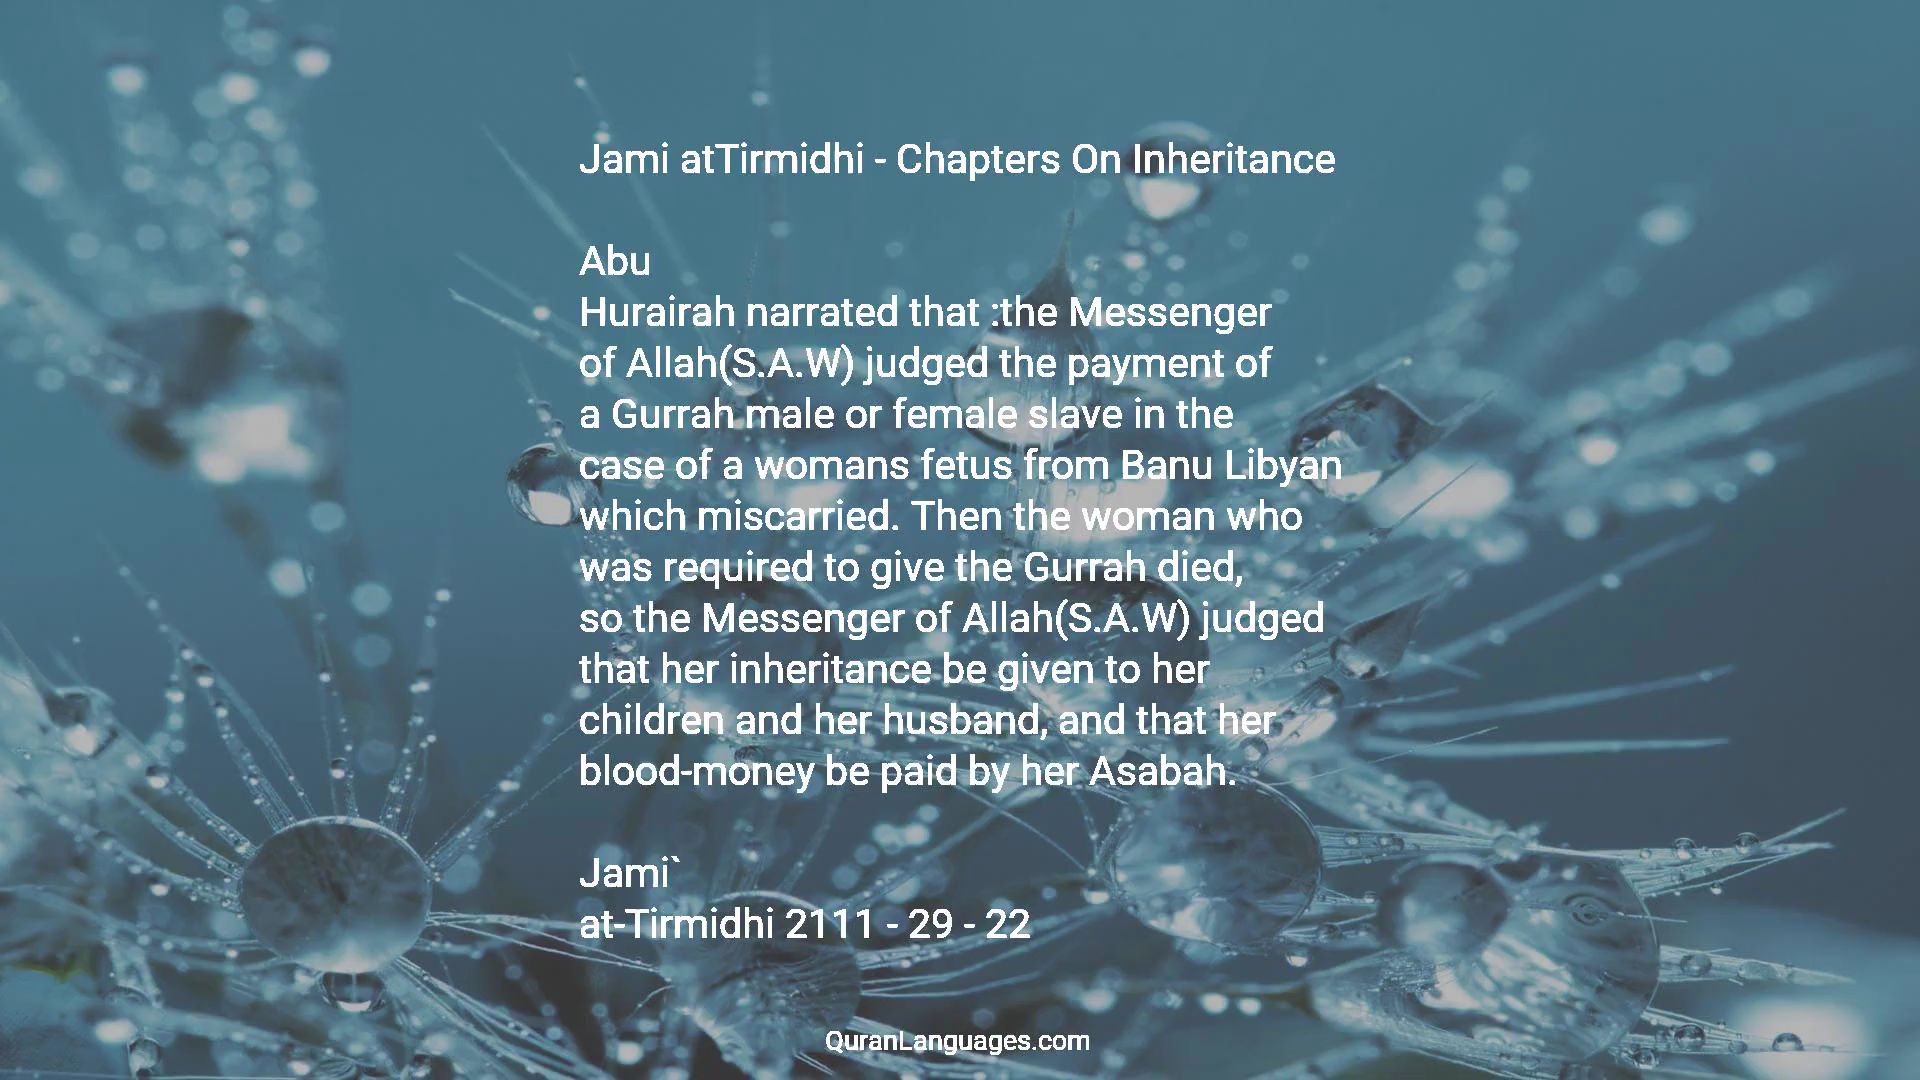 Jami atTirmidhi - Chapters On Inheritance
Abu
Hurairah narrated that :the Messenger
of Allah(S.A.W) judged the payment of
a Gurrah male or female slave in the
case of a womans fetus from Banu Libyan
which miscarried. Then the woman who
was required to give the Gurrah died,
so the Messenger of Allah(S.A.W) judged
that her inheritance be given to her
children and her husband, and that her
blood-money be paid by her Asabah.
Jami`
at-Tirmidhi 2111 - 29 - 22
QuranLanguages.com